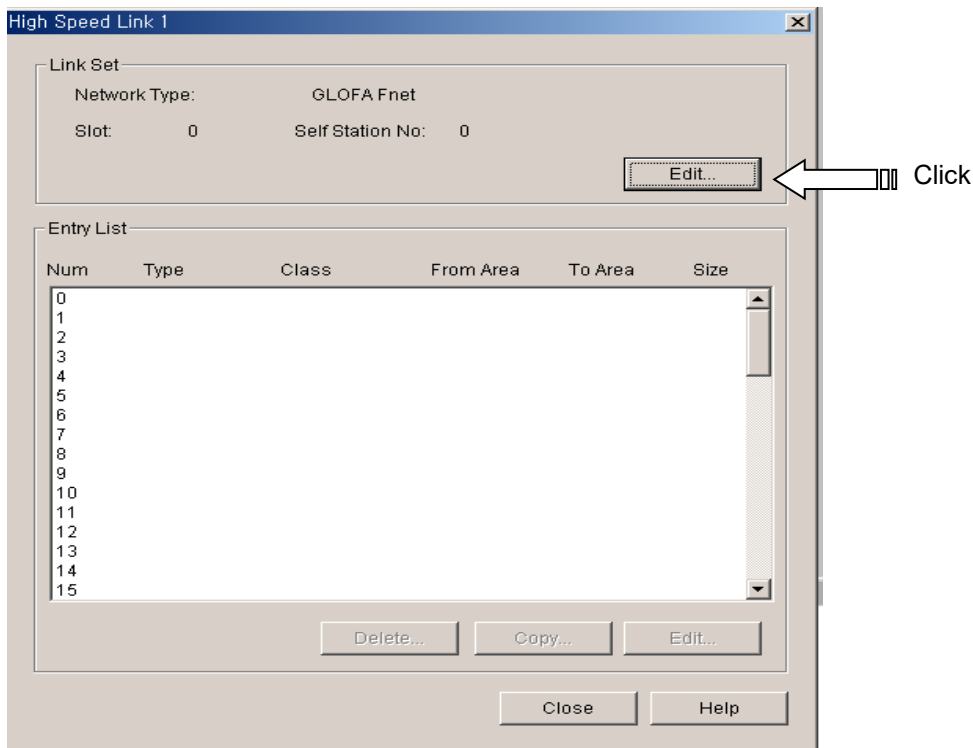 High Speed Link 1
Link Set
Network Type: GLOFA Fnet
Slot: 0 Self Station No: 0
Edit...
Click
Entry List
Num Type Class From Area To Area Size
0
1
2
3
4
5
6
7
8
9
10
11
12
13
14
15
Delete... Copy... Edit...
Close Help